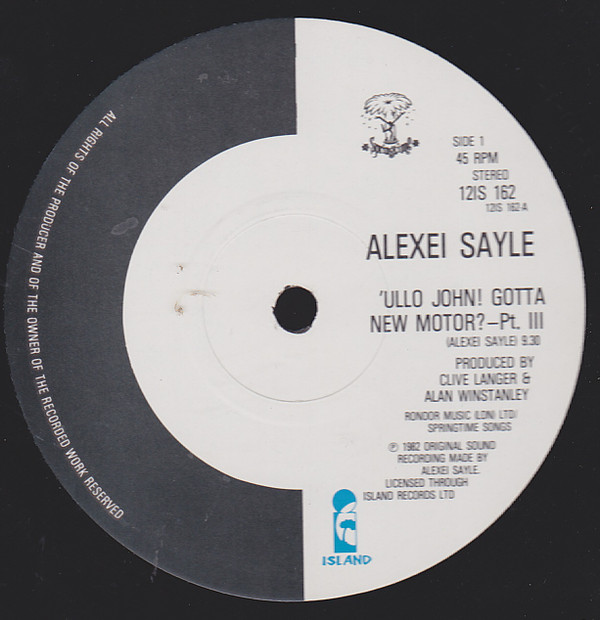 SIDE 1
45 RPM
STEREO
12IS 162
12IS 162-A
ALEXEI SAYLE
'ULLO JOHN! GOTTA
NEW MOTOR?—Pt. III
(ALEXEI SAYLE) 9.30
PRODUCED BY
CLIVE LANGER &
ALAN WINSTANLEY
RONDOR MUSIC (LDN) LTD/
SPRINGTIME SONGS
℗ 1982 ORIGINAL SOUND
RECORDING MADE BY
ALEXEI SAYLE.
LICENSED THROUGH
ISLAND RECORDS LTD
ISLAND
ALL RIGHTS OF THE PRODUCER AND OF THE OWNER OF THE RECORDED WORK RESERVED